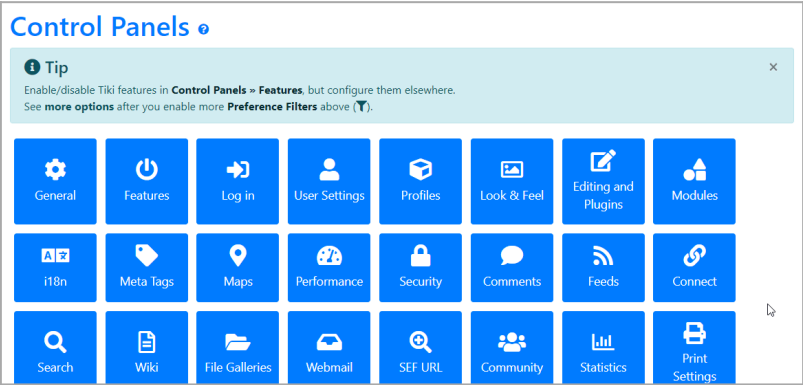 Control Panels
Tip
Enable/disable Tiki features in Control Panels » Features, but configure them elsewhere.
See more options after you enable more Preference Filters above ( ).
General
Features
Log in
User Settings
Profiles
Look & Feel
Editing and
Plugins
Modules
i18n
Meta Tags
Maps
Performance
Security
Comments
Feeds
Connect
Search
Wiki
File Galleries
Webmail
SEF URL
Community
Statistics
Print
Settings